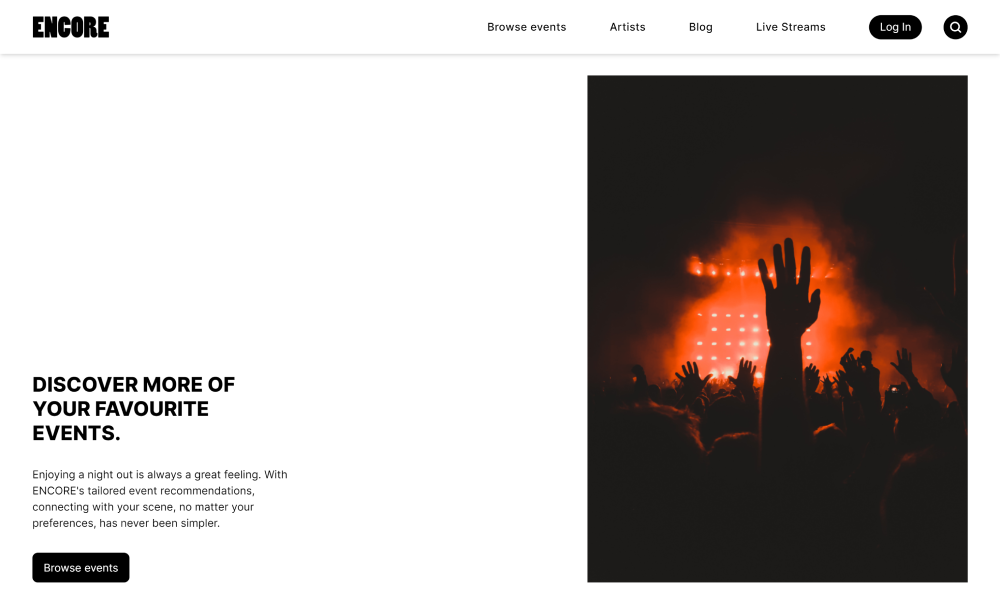 ENCORE
Browse events
Artists
Blog
Live Streams
Log In
DISCOVER MORE OF
YOUR FAVOURITE
EVENTS.
Enjoying a night out is always a great feeling. With
ENCORE's tailored event recommendations,
connecting with your scene, no matter your
preferences, has never been simpler.
Browse events